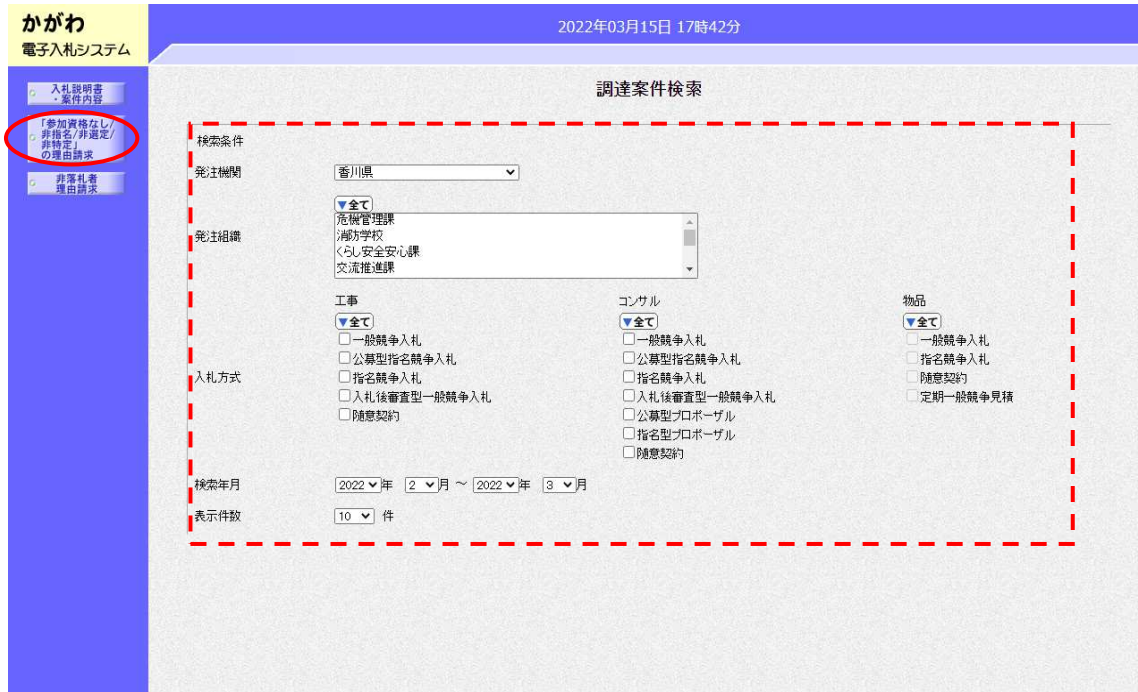 かがわ
電子入札システム
2022年03月15日 17時42分
入札説明書
・案件内容
「参加資格なし/
非指名/非選定/
非特定」
の理由請求
非落札者
理由請求
調達案件検索
検索条件
発注機関
香川県
発注組織
▼全て
危機管理課
消防学校
くらし安全安心課
交流推進課
入札方式
工事
▼全て
一般競争入札
公募型指名競争入札
指名競争入札
入札後審査型一般競争入札
随意契約
コンサル
▼全て
一般競争入札
公募型指名競争入札
指名競争入札
入札後審査型一般競争入札
公募型プロポーザル
指名型プロポーザル
随意契約
物品
▼全て
一般競争入札
指名競争入札
随意契約
定期一般競争見積
検索年月
2022 年 2 月 ～ 2022 年 3 月
表示件数
10 件